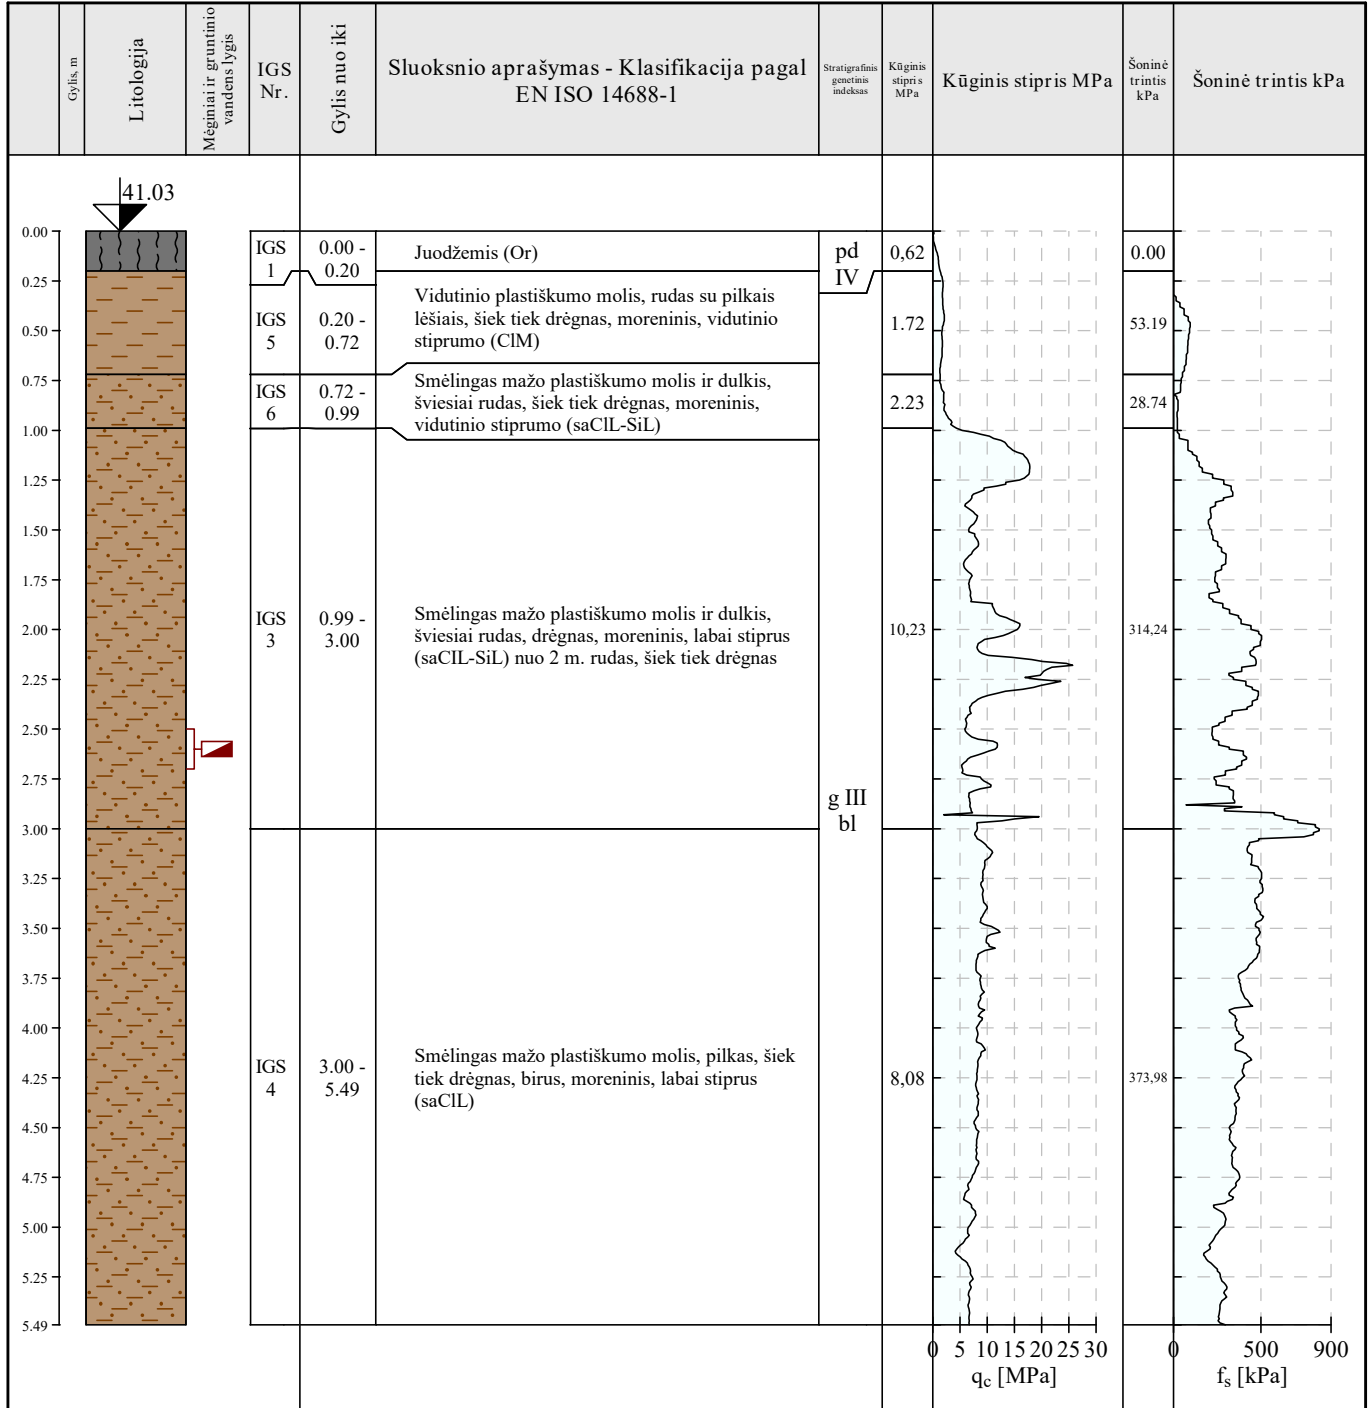 Gylis, m
Litologija
Mėginiai ir gruntinio
vandens lygis
IGS
Nr.
Gylis nuo iki
Sluoksnio aprašymas - Klasifikacija pagal
EN ISO 14688-1
Stratigrafinis
genetinis
indeksas
Kūginis
stipris
MPa
Kūginis stipris MPa
Šoninė
trintis
kPa
Šoninė trintis kPa
41.03
0.00
0.25
0.50
0.75
1.00
1.25
1.50
1.75
2.00
2.25
2.50
2.75
3.00
3.25
3.50
3.75
4.00
4.25
4.50
4.75
5.00
5.25
5.49
IGS
1
0.00 -
0.20
Juodžemis (Or)
pd
IV
0,62
0.00
IGS
5
0.20 -
0.72
Vidutinio plastiškumo molis, rudas su pilkais
lėšiais, šiek tiek drėgnas, moreninis, vidutinio
stiprumo (ClM)
1.72
53.19
IGS
6
0.72 -
0.99
Smėlingas mažo plastiškumo molis ir dulkis,
šviesiai rudas, šiek tiek drėgnas, moreninis,
vidutinio stiprumo (saClL-SiL)
2.23
28.74
IGS
3
0.99 -
3.00
Smėlingas mažo plastiškumo molis ir dulkis,
šviesiai rudas, drėgnas, moreninis, labai stiprus
(saClL-SiL) nuo 2 m. rudas, šiek tiek drėgnas
10,23
314,24
g III
bl
IGS
4
3.00 -
5.49
Smėlingas mažo plastiškumo molis, pilkas, šiek
tiek drėgnas, birus, moreninis, labai stiprus
(saClL)
8,08
373,98
0 5 10 15 20 25 30
qc [MPa]
0 500 900
fs [kPa]